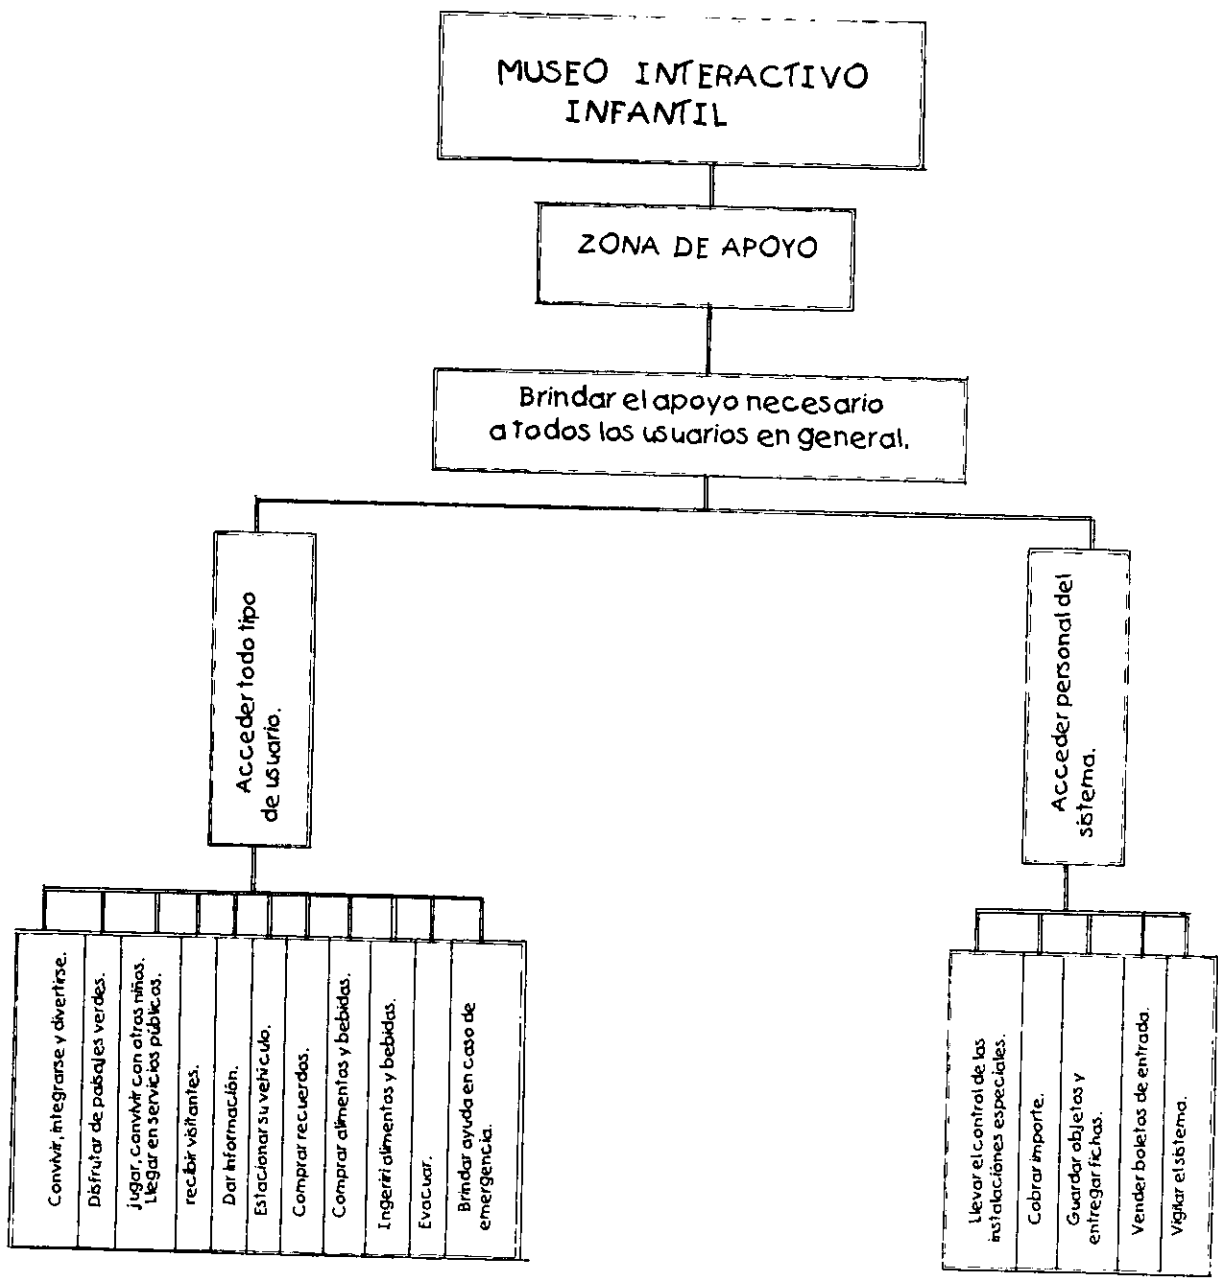 MUSEO INTERACTIVO
INFANTIL
ZONA DE APOYO
Brindar el apoyo necesario
a todos los usuarios en general.
Acceder todo tipo
de usuario.
Acceder personal del
sistema.
Convivir, integrarse y divertirse.
Disfrutar de paisajes verdes.
jugar, convivir con otros niños.
Llegar en servicios públicos.
recibir visitantes.
Dar información.
Estacionar su vehículo.
Comprar recuerdos.
Comprar alimentos y bebidas.
Ingeriri alimentos y bebidas.
Evacuar.
Brindar ayuda en caso de
emergencia.
Llevar el control de las
instalaciónes especiales.
Cobrar importe.
Guardar objetos y
entregar fichas.
Vender boletos de entrada.
Vigilar el sistema.